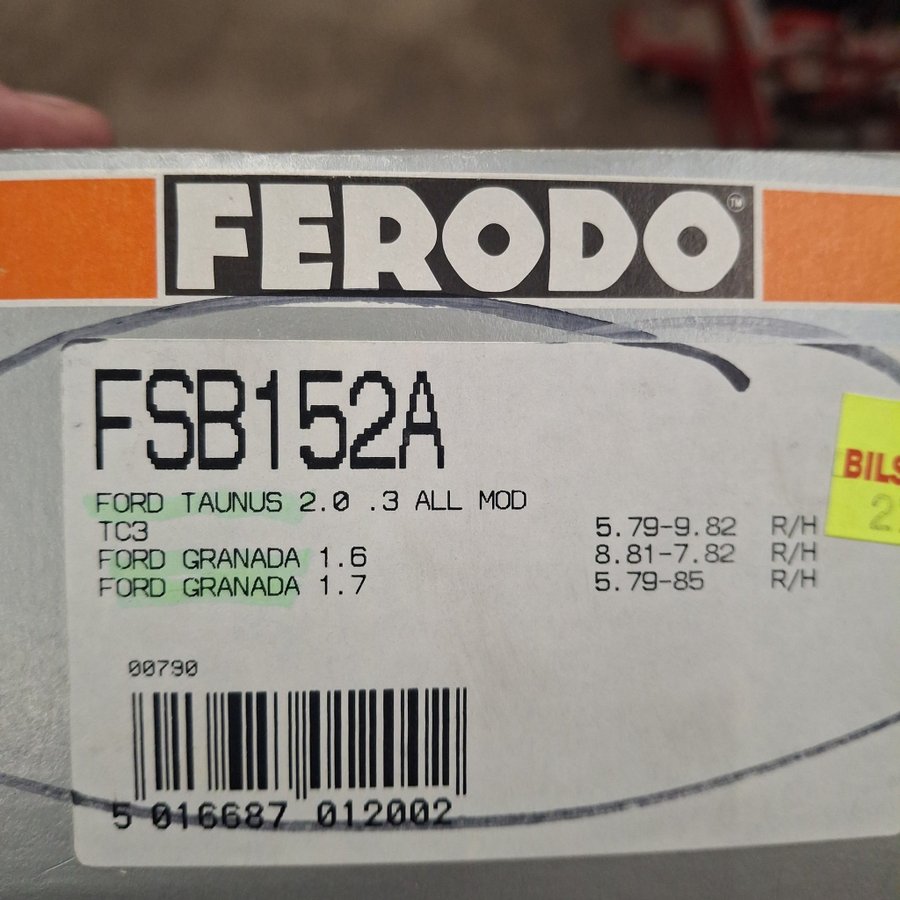 FERODO™
FSB152A
FORD TAUNUS 2.0 .3 ALL MOD
TC3 5.79-9.82 R/H
FORD GRANADA 1.6 8.81-7.82 R/H
FORD GRANADA 1.7 5.79-85 R/H
BILS
2.
00790
5 016687 012002